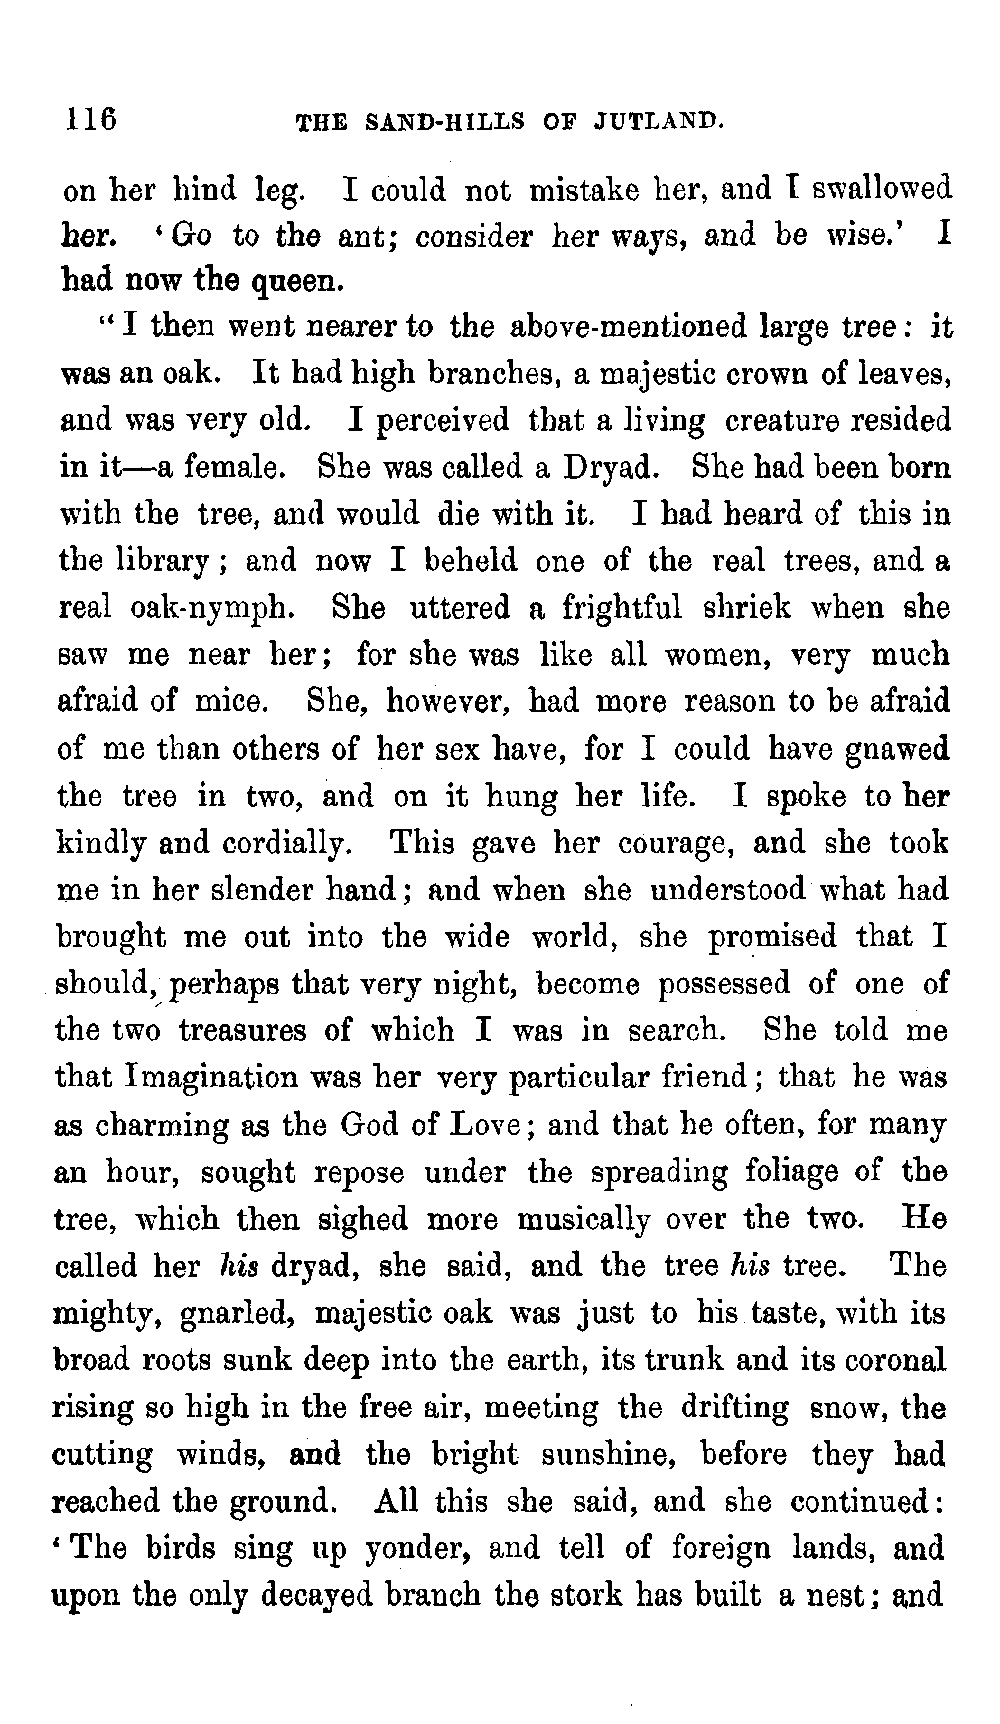 116 THE SAND-HILLS OF JUTLAND.
on her hind leg. I could not mistake her, and I swallowed
her. ‘Go to the ant; consider her ways, and be wise.’ I
had now the queen.
“I then went nearer to the above-mentioned large tree: it
was an oak. It had high branches, a majestic crown of leaves,
and was very old. I perceived that a living creature resided
in it—a female. She was called a Dryad. She had been born
with the tree, and would die with it. I had heard of this in
the library; and now I beheld one of the real trees, and a
real oak-nymph. She uttered a frightful shriek when she
saw me near her; for she was like all women, very much
afraid of mice. She, however, had more reason to be afraid
of me than others of her sex have, for I could have gnawed
the tree in two, and on it hung her life. I spoke to her
kindly and cordially. This gave her courage, and she took
me in her slender hand; and when she understood what had
brought me out into the wide world, she promised that I
should, perhaps that very night, become possessed of one of
the two treasures of which I was in search. She told me
that Imagination was her very particular friend; that he was
as charming as the God of Love; and that he often, for many
an hour, sought repose under the spreading foliage of the
tree, which then sighed more musically over the two. He
called her his dryad, she said, and the tree his tree. The
mighty, gnarled, majestic oak was just to his taste, with its
broad roots sunk deep into the earth, its trunk and its coronal
rising so high in the free air, meeting the drifting snow, the
cutting winds, and the bright sunshine, before they had
reached the ground. All this she said, and she continued:
‘The birds sing up yonder, and tell of foreign lands, and
upon the only decayed branch the stork has built a nest; and